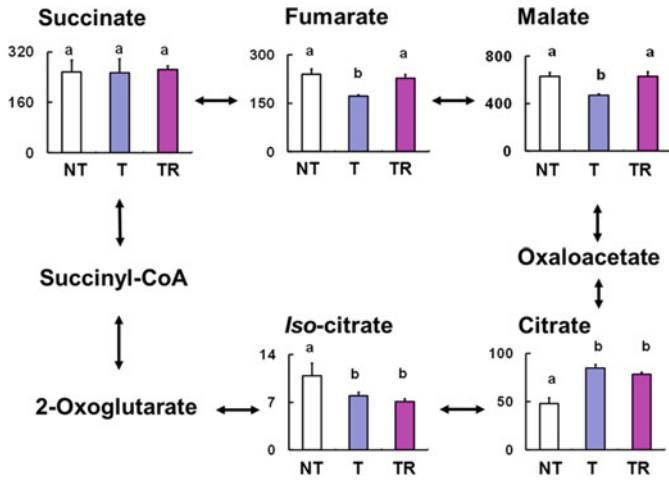 Succinate Fumarate Malate
320 a a a
160
0
NT T TR
300 a b a
150
0
NT T TR
800 a b a
400
0
NT T TR
Succinyl-CoA
Oxaloacetate
Iso-citrate Citrate
2-Oxoglutarate
14 a b b
7
0
NT T TR
100 a b b
50
0
NT T TR